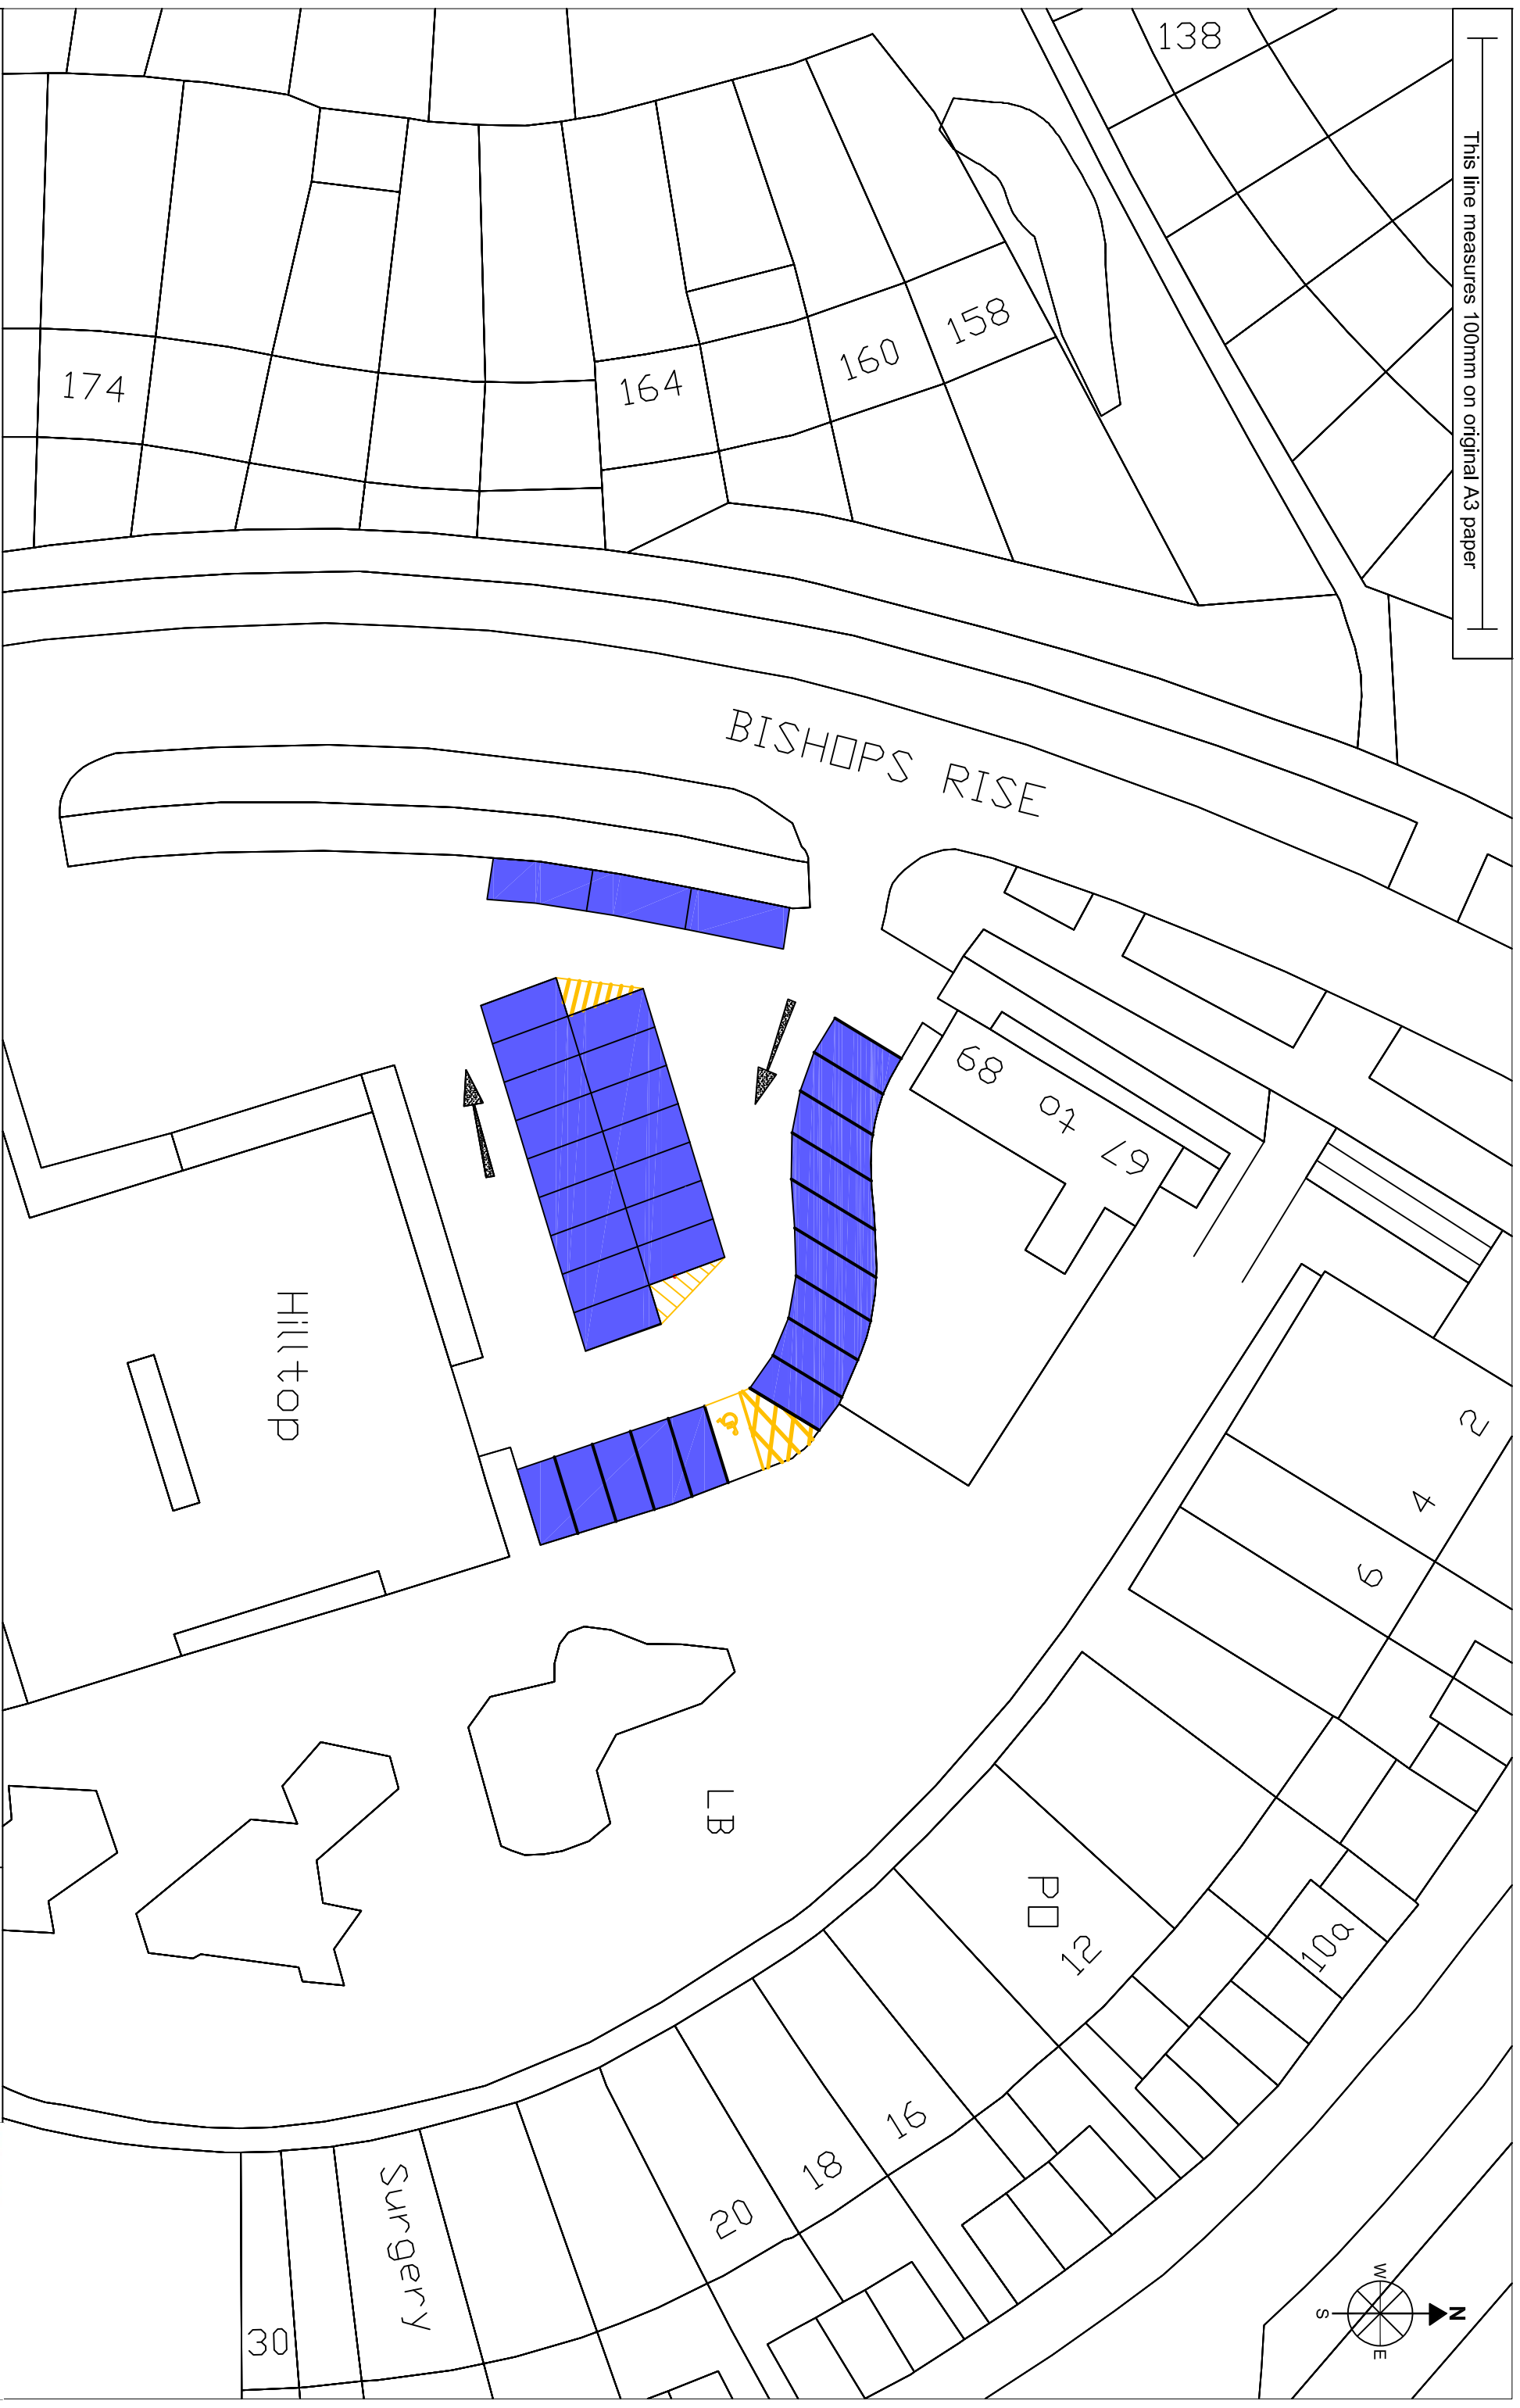 138
This line measures 100mm on original A3 paper
158
160
164
174
BISHOPS RISE
67 to 89
Hilltop
2
4
6
LB
PO
12
10a
16
18
20
Surgery
30
N
W
S
E